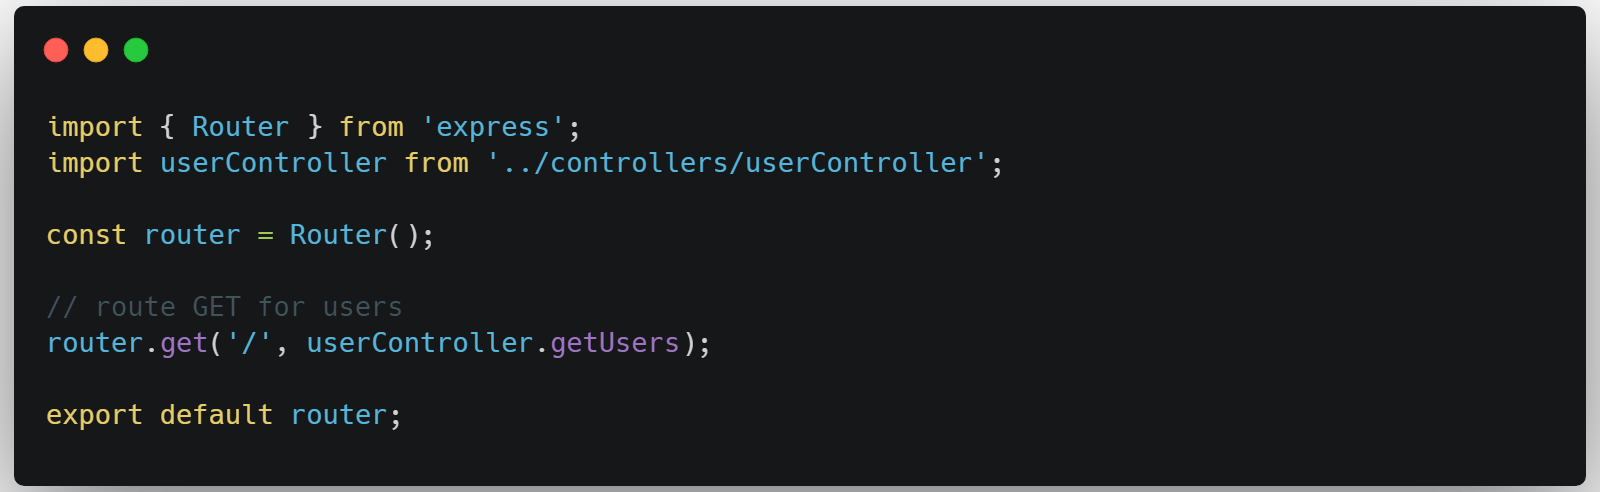 import { Router } from 'express';
import userController from '../controllers/userController';
const router = Router();
// route GET for users
router.get('/', userController.getUsers);
export default router;